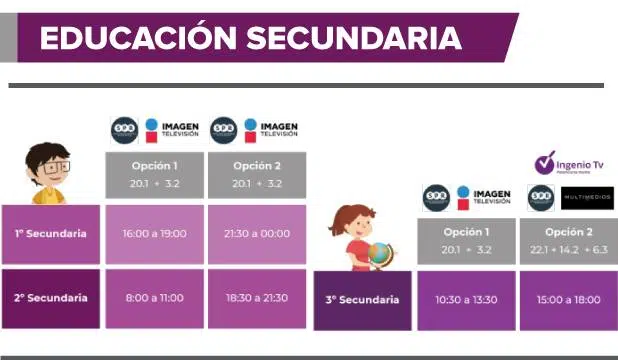 EDUCACIÓN SECUNDARIA
SPR IMAGEN TELEVISIÓN SPR IMAGEN TELEVISIÓN
Opción 1 Opción 2
20.1 + 3.2 20.1 + 3.2
1º Secundaria 16:00 a 19:00 21:30 a 00:00
2º Secundaria 8:00 a 11:00 18:30 a 21:30
Ingenio Tv
SPR IMAGEN TELEVISIÓN SPR MULTIMEDIOS
Opción 1 Opción 2
20.1 + 3.2 22.1 + 14.2 + 6.3
3º Secundaria 10:30 a 13:30 15:00 a 18:00